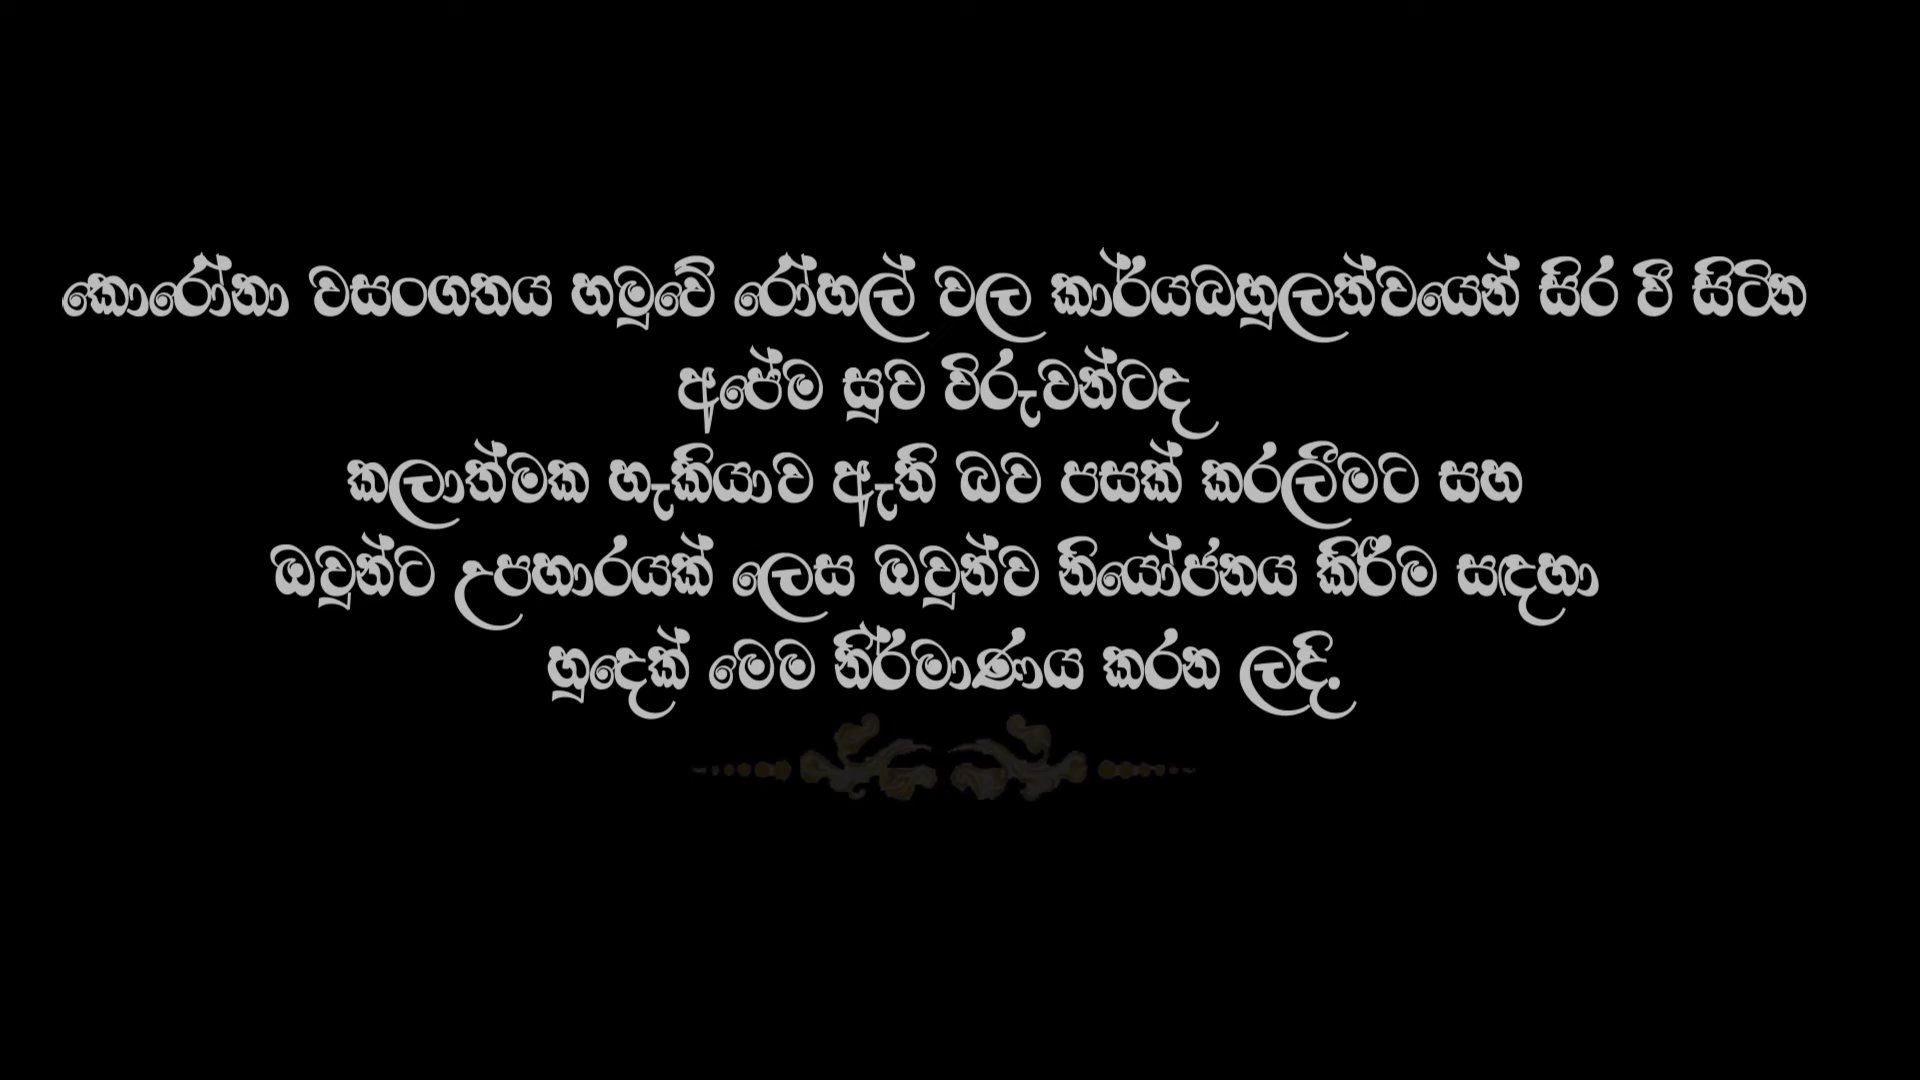 කොරෝනා වසංගතය හමුවේ රෝහල් වල කාර්යබහුලත්වයෙන් සිර වී සිටින
අපේම සුව විරුවන්ටද
කලාත්මක හැකියාව ඇති බව පසක් කරලීමට සහ
ඔවුන්ට උපහාරයක් ලෙස ඔවුන්ව නියෝජනය කිරීම සඳහා
හුදෙක් මෙම නිර්මාණය කරන ලදි.